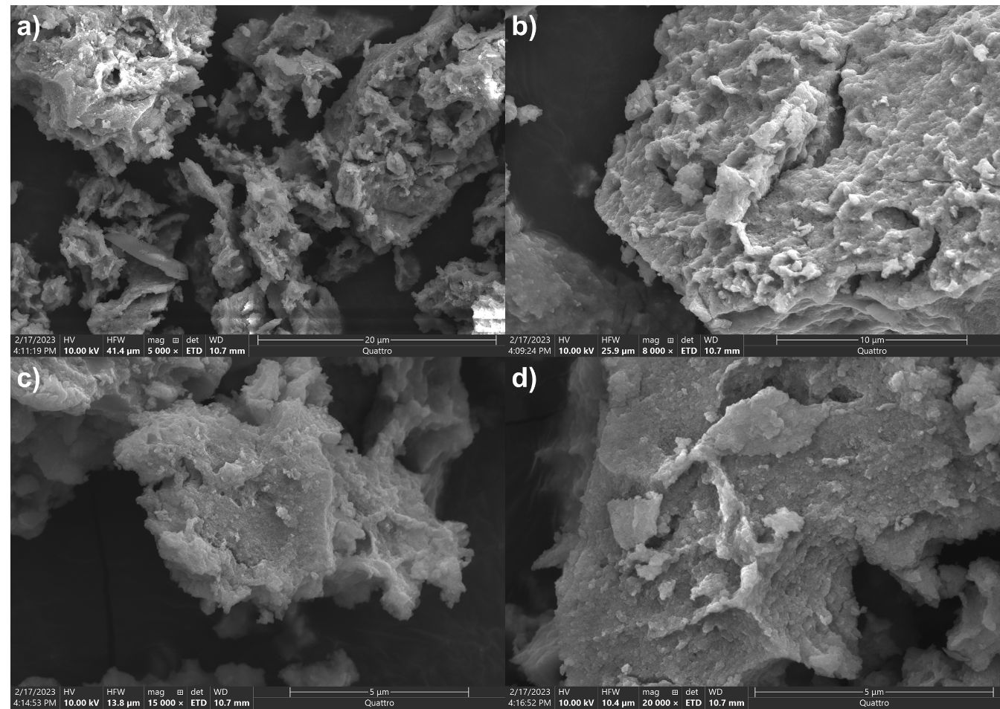 a)
2/17/2023 HV HFW mag ⊞ det WD 20 µm
4:11:19 PM 10.00 kV 41.4 µm 5 000 × ETD 10.7 mm Quattro
b)
2/17/2023 HV HFW mag ⊞ det WD 10 µm
4:09:24 PM 10.00 kV 25.9 µm 8 000 × ETD 10.7 mm Quattro
c)
2/17/2023 HV HFW mag ⊞ det WD 5 µm
4:14:53 PM 10.00 kV 13.8 µm 15 000 × ETD 10.7 mm Quattro
d)
2/17/2023 HV HFW mag ⊞ det WD 5 µm
4:16:52 PM 10.00 kV 10.4 µm 20 000 × ETD 10.7 mm Quattro